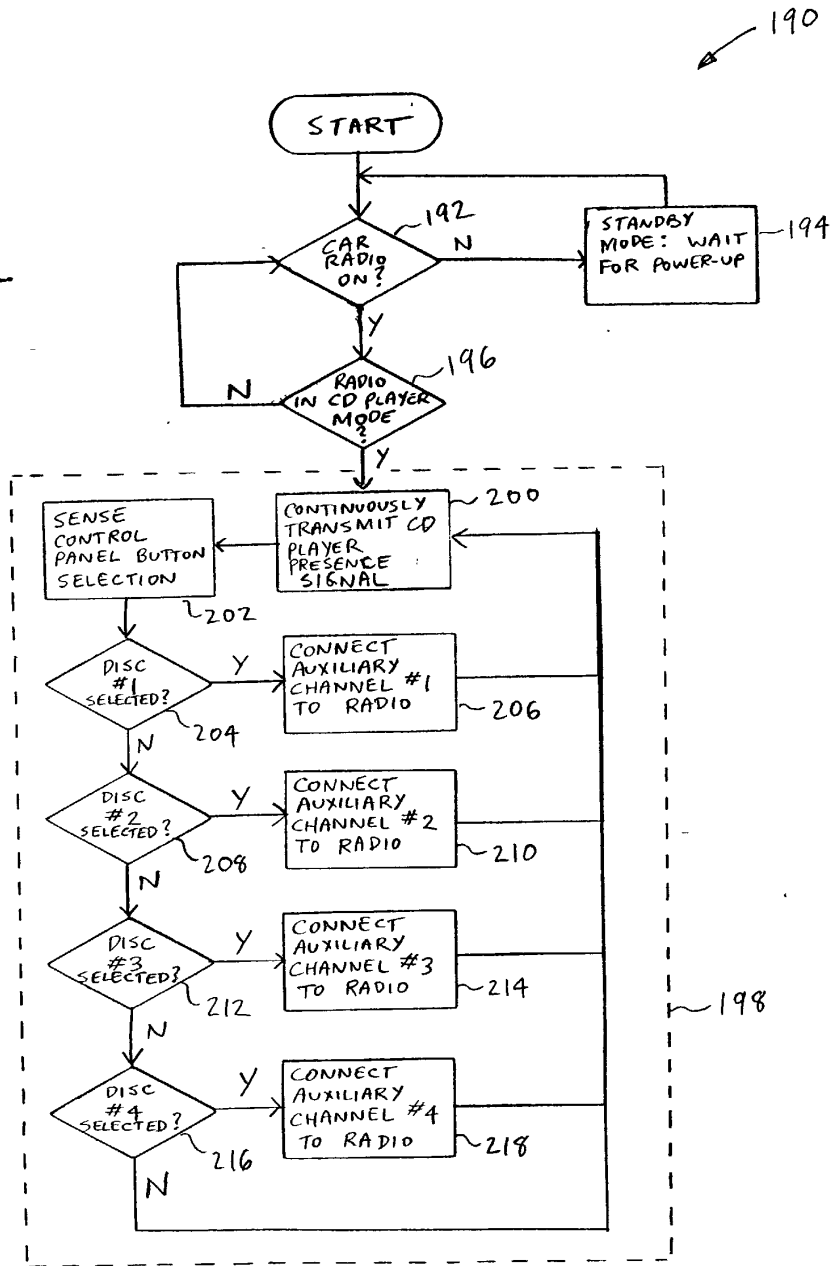 190
START
192
CAR
RADIO
ON?
N
STANDBY
MODE: WAIT
FOR POWER-UP
194
Y
196
RADIO
IN CD PLAYER
MODE
?
N
Y
200
CONTINUOUSLY
TRANSMIT CD
PLAYER
PRESENCE
SIGNAL
SENSE
CONTROL
PANEL BUTTON
SELECTION
202
DISC
#1
SELECTED?
204
Y
CONNECT
AUXILIARY
CHANNEL #1
TO RADIO
206
N
DISC
#2
SELECTED?
208
Y
CONNECT
AUXILIARY
CHANNEL #2
TO RADIO
210
N
DISC
#3
SELECTED?
212
Y
CONNECT
AUXILIARY
CHANNEL #3
TO RADIO
214
198
N
DISC
#4
SELECTED?
216
Y
CONNECT
AUXILIARY
CHANNEL #4
TO RADIO
218
N